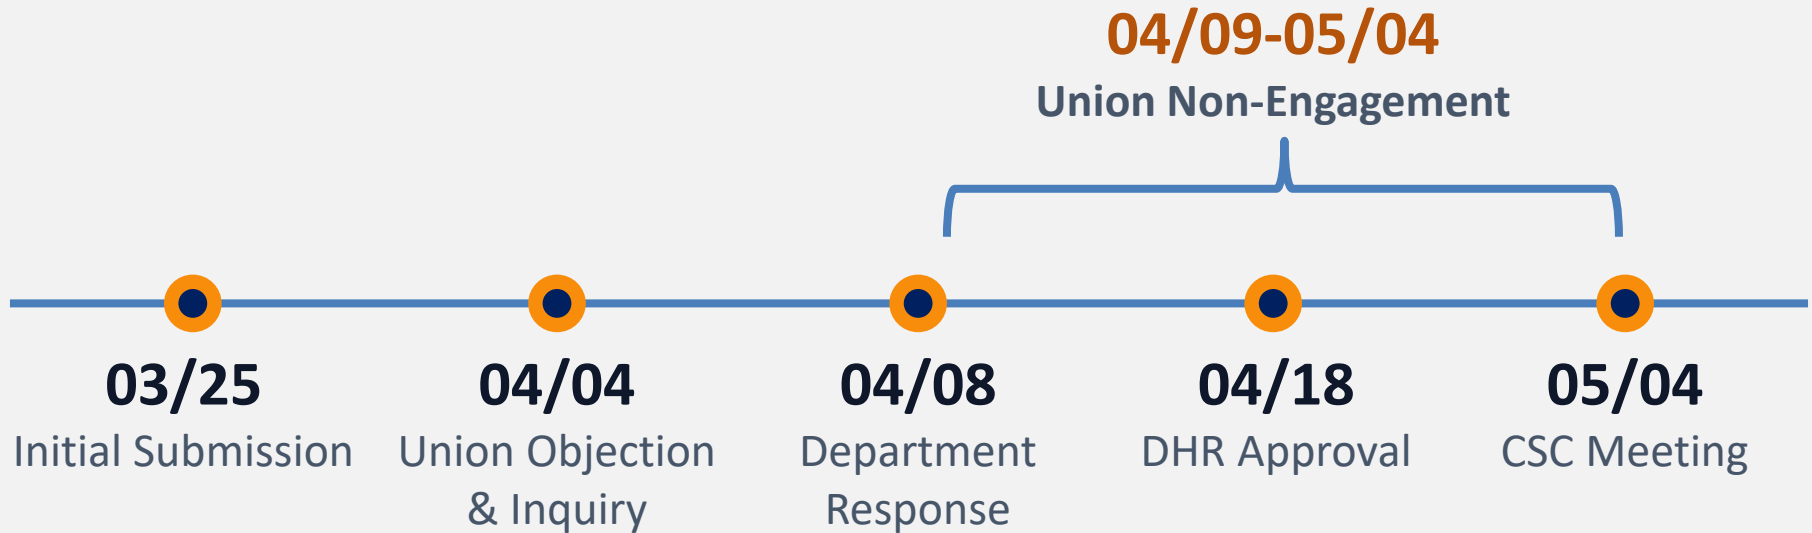 04/09-05/04
Union Non-Engagement
03/25
Initial Submission
04/04
Union Objection
& Inquiry
04/08
Department
Response
04/18
DHR Approval
05/04
CSC Meeting